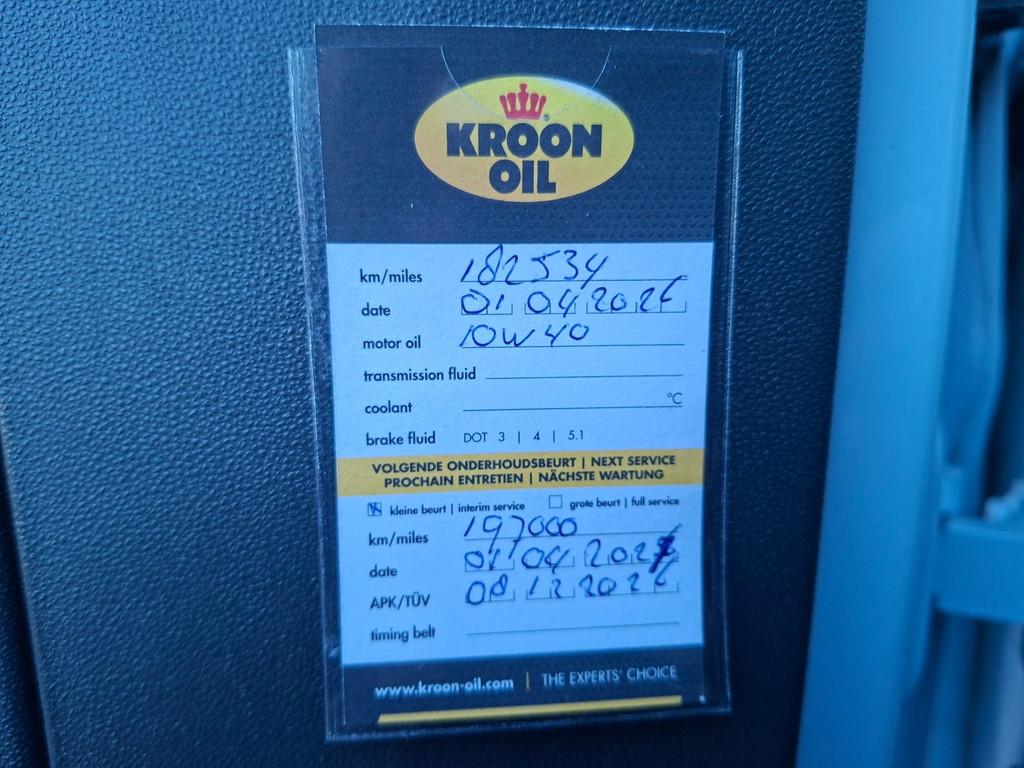 KROON
OIL
®
km/miles 182534
date 01 04 2026
motor oil 10W40
transmission fluid
coantlant °C
brake fluid DOT 3 | 4 | 5.1
VOLGENDE ONDERHOUDSBEURT | NEXT SERVICE
PROCHAIN ENTRETIEN | NÄCHSTE WARTUNG
kleine beurt | interim service grote beurt | full service
km/miles 197000
date 01 04 2027
APK/TÜV 08 12 2026
timing belt
www.kroon-oil.com | THE EXPERTS' CHOICE